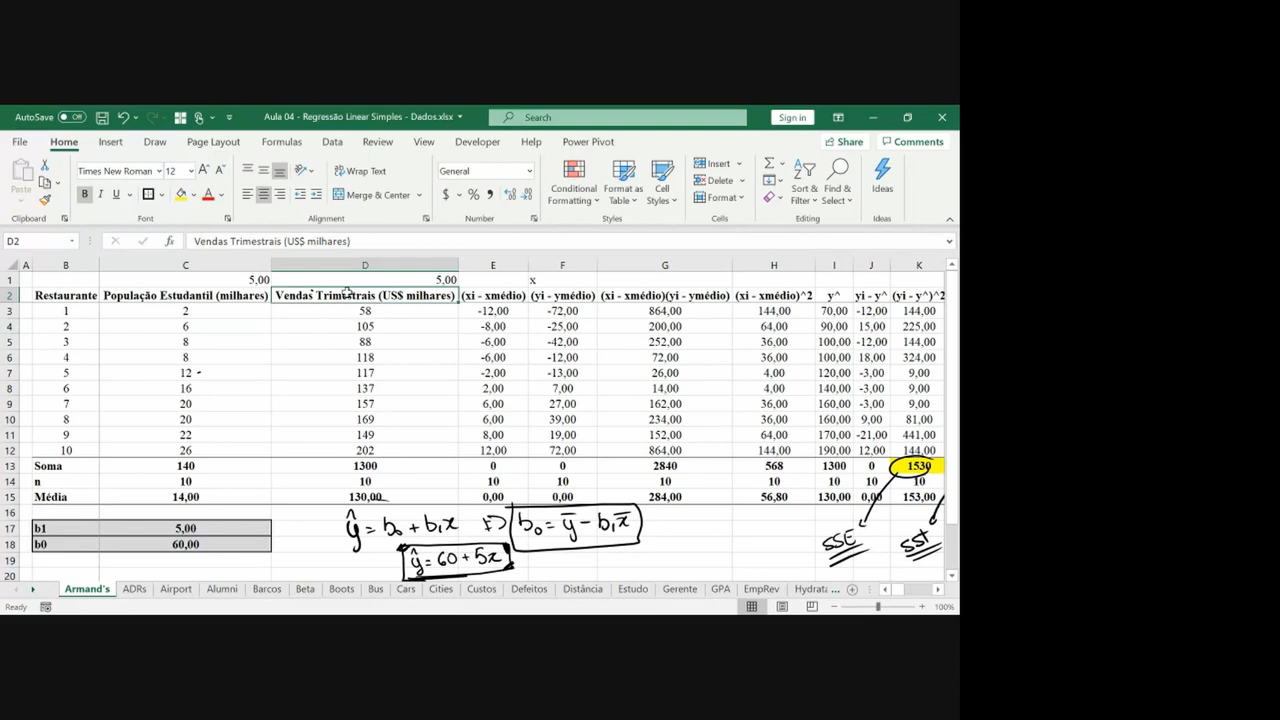 AutoSave Off Aula 04 - Regressão Linear Simples - Dados.xlsx Search Sign in
File Home Insert Draw Page Layout Formulas Data Review View Developer Help Power Pivot Share Comments
Paste Times New Roman 12 A A Wrap Text General Conditional Formatting Format as Table Cell Styles Insert Delete Format Sort & Filter Find & Select Ideas
B I U Merge & Center $ % 9
Clipboard Font Alignment Number Styles Cells Editing Ideas
D2 fx Vendas Trimestrais (US$ milhares)
A B C D E F G H I J K
1 5,00 5,00 x
2 Restaurante População Estudantil (milhares) Vendas Trimestrais (US$ milhares) (xi - xmédio) (yi - ymédio) (xi - xmédio)(yi - ymédio) (xi - xmédio)^2 y^ yi - y^ (yi - y^)^2
3 1 2 58 -12,00 -72,00 864,00 144,00 70,00 -12,00 144,00
4 2 6 105 -8,00 -25,00 200,00 64,00 90,00 15,00 225,00
5 3 8 88 -6,00 -42,00 252,00 36,00 100,00 -12,00 144,00
6 4 8 118 -6,00 -12,00 72,00 36,00 100,00 18,00 324,00
7 5 12 117 -2,00 -13,00 26,00 4,00 120,00 -3,00 9,00
8 6 16 137 2,00 7,00 14,00 4,00 140,00 -3,00 9,00
9 7 20 157 6,00 27,00 162,00 36,00 160,00 -3,00 9,00
10 8 20 169 6,00 39,00 234,00 36,00 160,00 9,00 81,00
11 9 22 149 8,00 19,00 152,00 64,00 170,00 -21,00 441,00
12 10 26 202 12,00 72,00 864,00 144,00 190,00 12,00 144,00
13 Soma 140 1300 0 0 2840 568 1300 0 1530
14 n 10 10 10 10 10 10 10 10 10
15 Média 14,00 130,00 0,00 0,00 284,00 56,80 130,00 0,00 153,00
16
17 b1 5,00 ŷ = b₀ + b₁x ⇒ b₀ = ȳ - b₁x̄
18 b0 60,00 SSE SST
19 ŷ = 60 + 5x
20
Armand's ADRs Airport Alumni Barcos Beta Boots Bus Cars Cities Custos Defeitos Distância Estudo Gerente GPA EmpRev Hydrata ...
Ready 100%